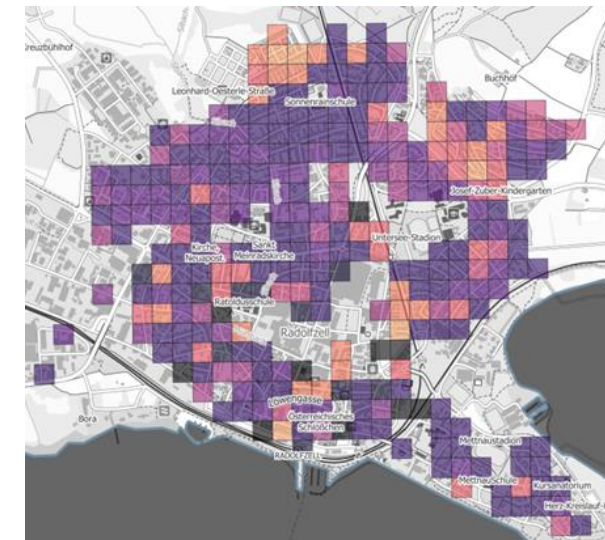 Kreuzbühlhof
Buchhof
Leonhard-Oesterle-Straße
Sonnenrainschule
Josef-Zuber-Kindergarten
Untersee-Stadion
Kirche,
Neuapost.
Sankt
Meinradskirche
Ratoldusschule
Radolfzell
Löwengasse
Österreichisches
Schlößchen
Bora
RADOLFZELL
Mettnaustadion
Mettnauschule
Kursanatorium
Herz-Kreislauf-